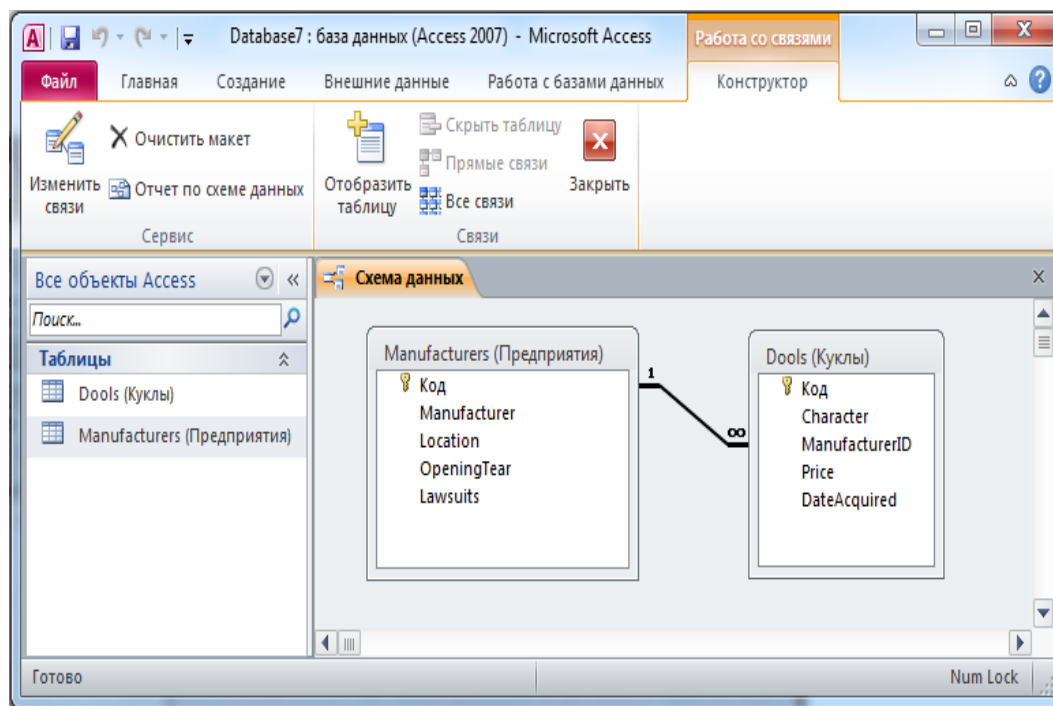 Database7 : база данных (Access 2007) - Microsoft Access
Работа со связями
Файл Главная Создание Внешние данные Работа с базами данных Конструктор
Изменить связи
Очистить макет
Отчет по схеме данных
Сервис
Отобразить таблицу
Скрыть таблицу
Прямые связи
Все связи
Закрыть
Связи
Все объекты Access
Поиск...
Таблицы
Dools (Куклы)
Manufacturers (Предприятия)
Схема данных
Manufacturers (Предприятия)
Код
Manufacturer
Location
OpeningTear
Lawsuits
1
∞
Dools (Куклы)
Код
Character
ManufacturerID
Price
DateAcquired
Готово
Num Lock